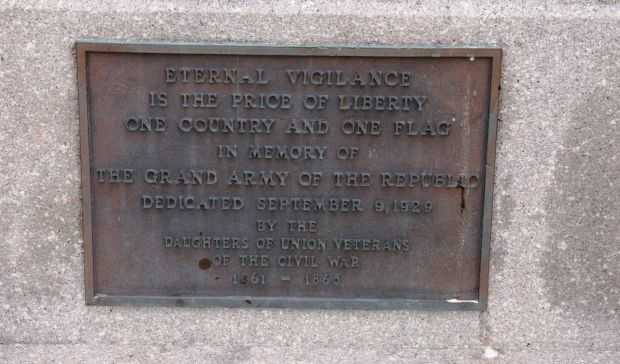 ETERNAL VIGILANCE
IS THE PRICE OF LIBERTY
ONE COUNTRY AND ONE FLAG
IN MEMORY OF
THE GRAND ARMY OF THE REPUBLIC
DEDICATED SEPTEMBER 9, 1929
BY THE
DAUGHTERS OF UNION VETERANS
OF THE CIVIL WAR
1861 – 1865